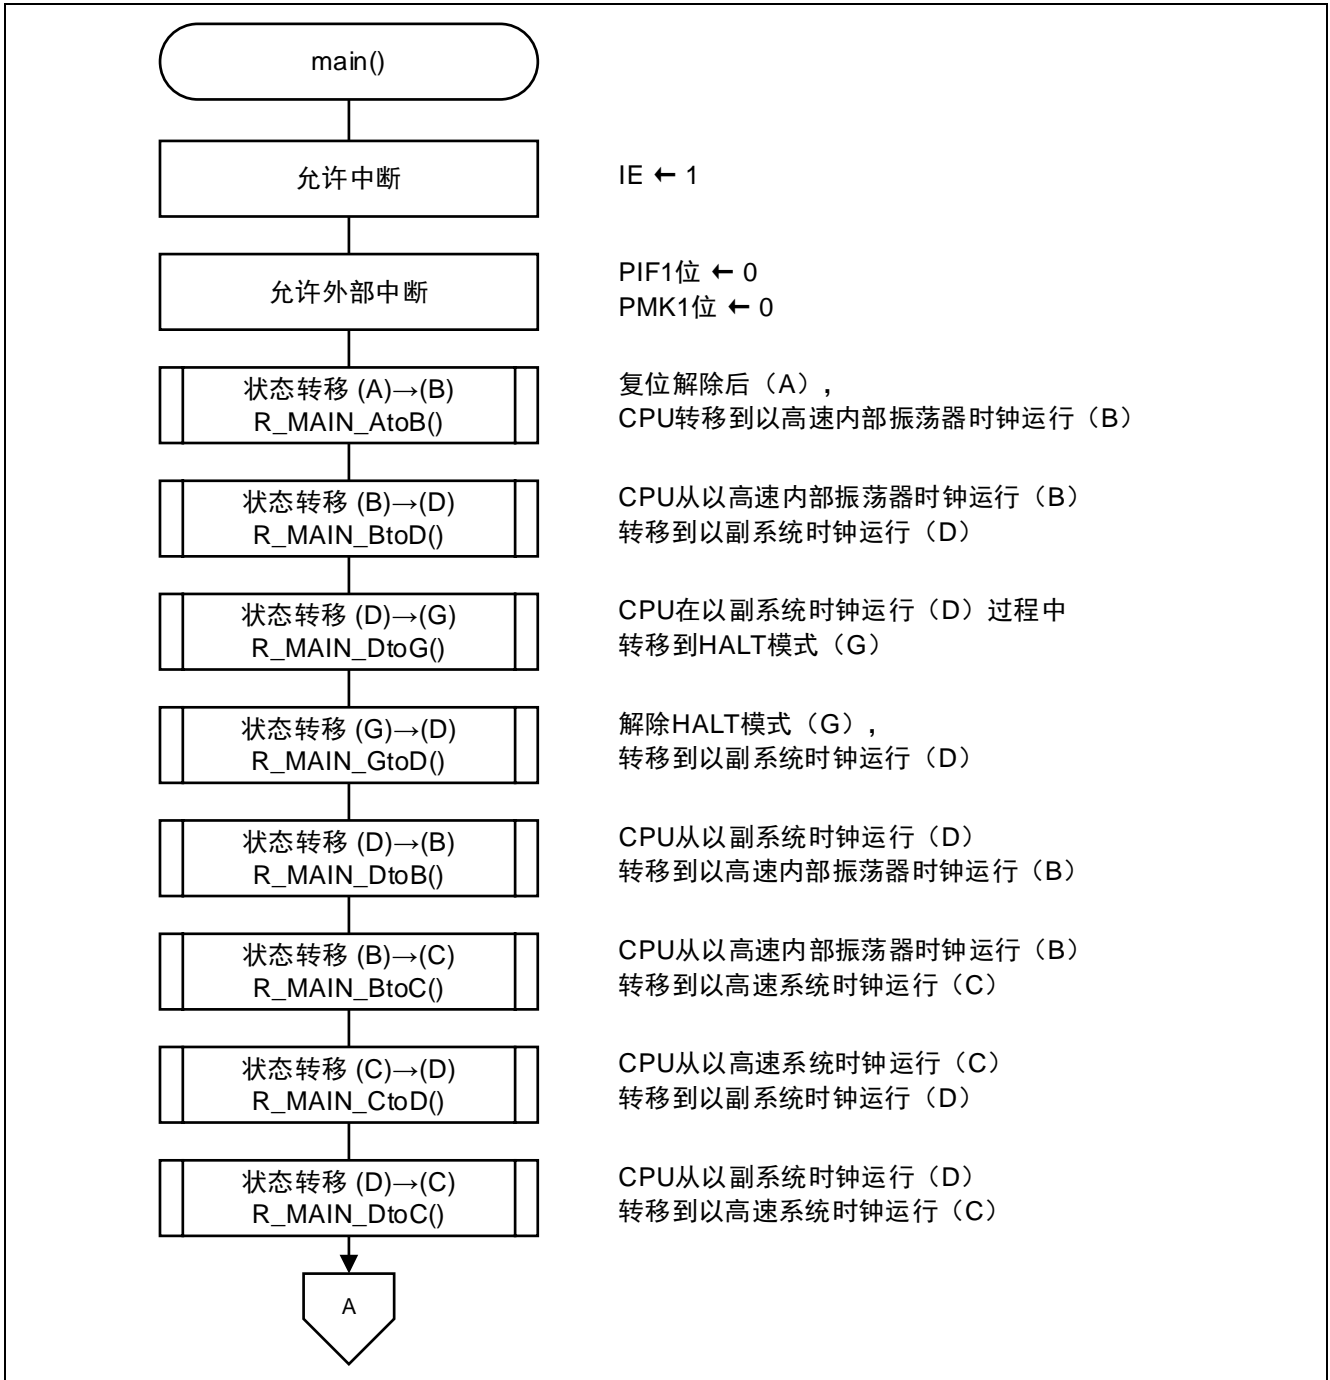 main()
允许中断
IE ← 1
允许外部中断
PIF1位 ← 0
PMK1位 ← 0
状态转移 (A)→(B)
R_MAIN_AtoB()
复位解除后（A），
CPU转移到以高速内部振荡器时钟运行（B）
状态转移 (B)→(D)
R_MAIN_BtoD()
CPU从以高速内部振荡器时钟运行（B）
转移到以副系统时钟运行（D）
状态转移 (D)→(G)
R_MAIN_DtoG()
CPU在以副系统时钟运行（D）过程中
转移到HALT模式（G）
状态转移 (G)→(D)
R_MAIN_GtoD()
解除HALT模式（G），
转移到以副系统时钟运行（D）
状态转移 (D)→(B)
R_MAIN_DtoB()
CPU从以副系统时钟运行（D）
转移到以高速内部振荡器时钟运行（B）
状态转移 (B)→(C)
R_MAIN_BtoC()
CPU从以高速内部振荡器时钟运行（B）
转移到以高速系统时钟运行（C）
状态转移 (C)→(D)
R_MAIN_CtoD()
CPU从以高速系统时钟运行（C）
转移到以副系统时钟运行（D）
状态转移 (D)→(C)
R_MAIN_DtoC()
CPU从以副系统时钟运行（D）
转移到以高速系统时钟运行（C）
A